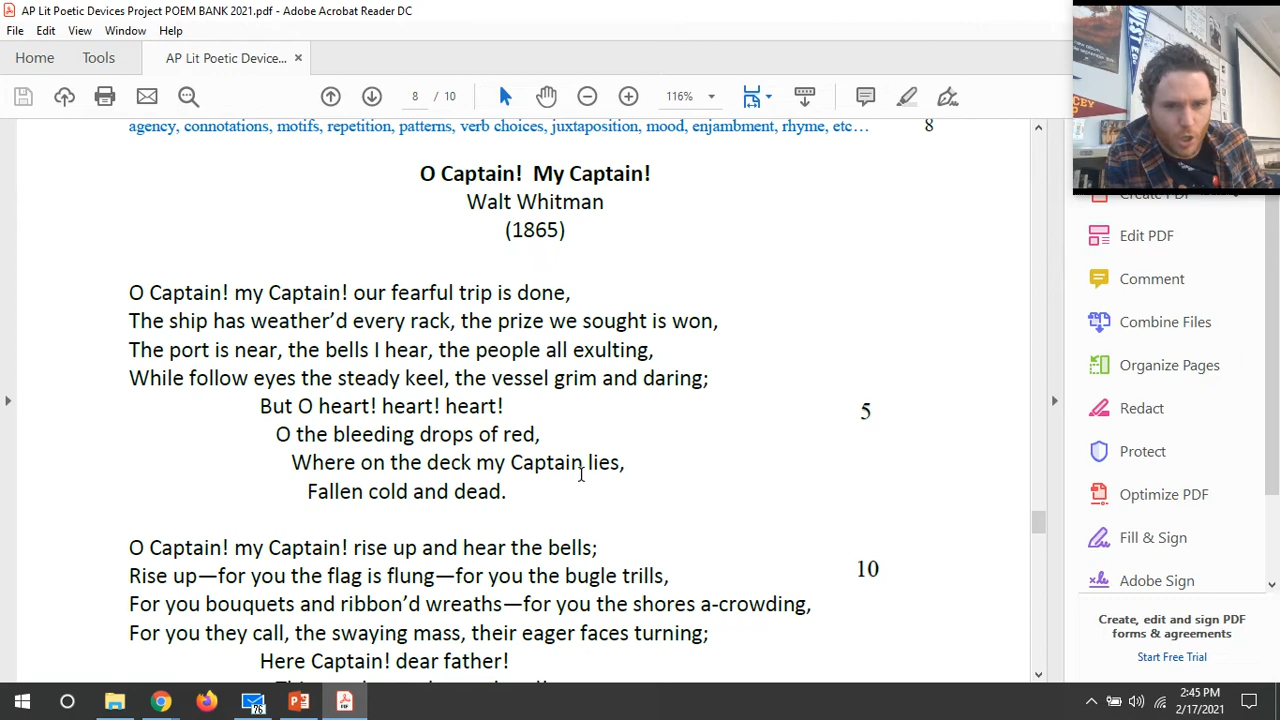 AP Lit Poetic Devices Project POEM BANK 2021.pdf - Adobe Acrobat Reader DC
File Edit View Window Help
Home Tools AP Lit Poetic Device... ×
8 / 10 116%
agency, connotations, motifs, repetition, patterns, verb choices, juxtaposition, mood, enjambment, rhyme, etc… 8
O Captain! My Captain!
Walt Whitman
(1865)
O Captain! my Captain! our fearful trip is done,
The ship has weather’d every rack, the prize we sought is won,
The port is near, the bells I hear, the people all exulting,
While follow eyes the steady keel, the vessel grim and daring;
But O heart! heart! heart! 5
O the bleeding drops of red,
Where on the deck my Captain lies,
Fallen cold and dead.
O Captain! my Captain! rise up and hear the bells;
Rise up—for you the flag is flung—for you the bugle trills, 10
For you bouquets and ribbon’d wreaths—for you the shores a-crowding,
For you they call, the swaying mass, their eager faces turning;
Here Captain! dear father!
WEST
Create PDF
Edit PDF
Comment
Combine Files
Organize Pages
Redact
Protect
Optimize PDF
Fill & Sign
Adobe Sign
Create, edit and sign PDF
forms & agreements
Start Free Trial
76
2:45 PM
2/17/2021